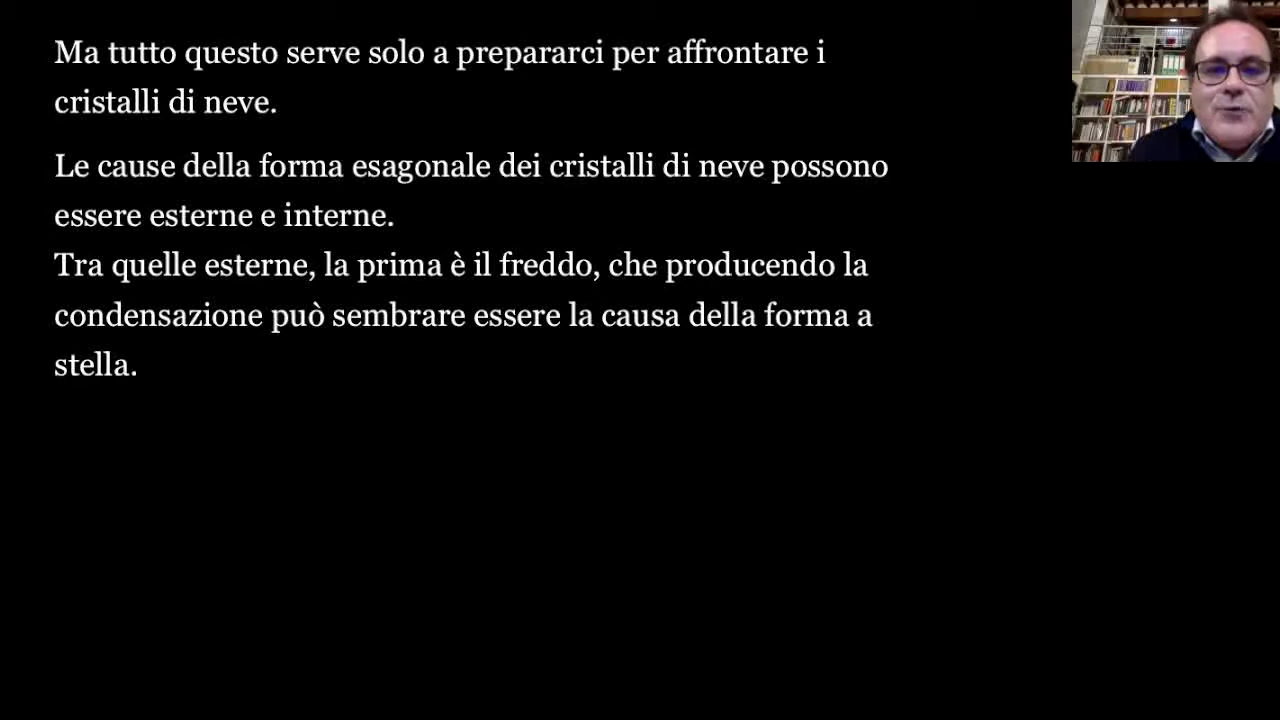 Ma tutto questo serve solo a prepararci per affrontare i
cristalli di neve.
Le cause della forma esagonale dei cristalli di neve possono
essere esterne e interne.
Tra quelle esterne, la prima è il freddo, che producendo la
condensazione può sembrare essere la causa della forma a
stella.